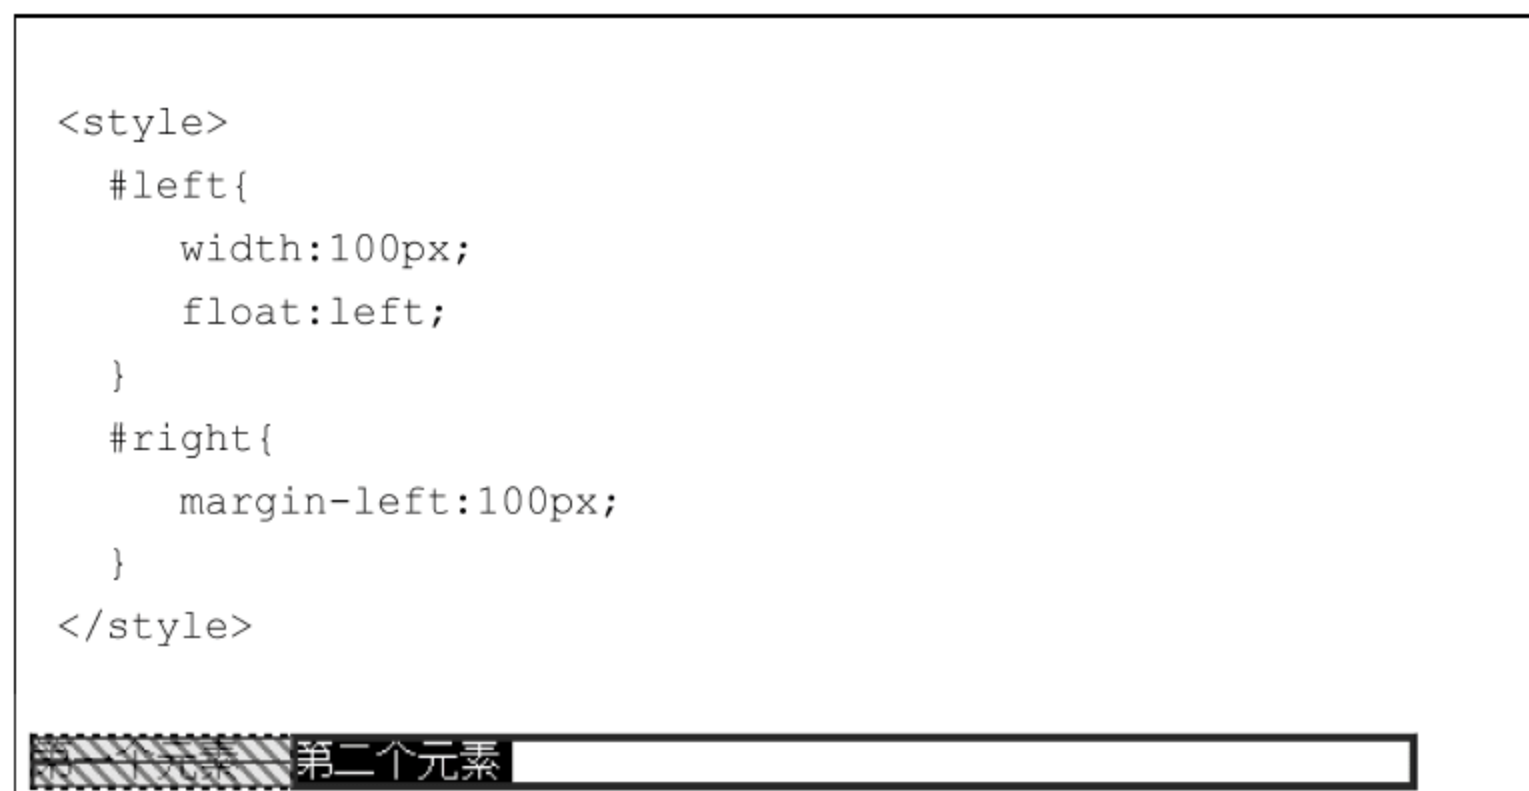 <style>
#left{
width:100px;
float:left;
}
#right{
margin-left:100px;
}
</style>
第一个元素 第二个元素